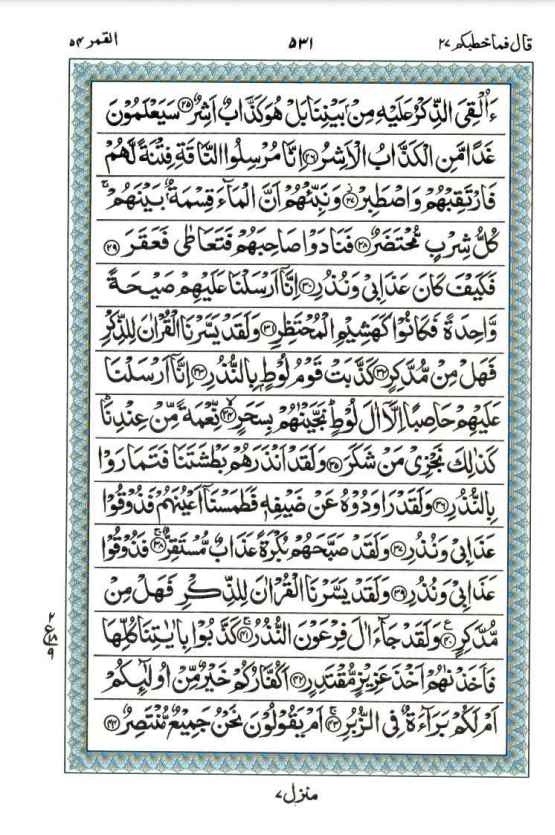 قال فما خطبكم ٢٧ ٥٣١ القمر ٥٤
ءَاُلْقِيَ الذِّكْرُ عَلَيْهِ مِنْۢ بَيْنِنَا بَلْ هُوَ كَذَّابٌ اَشِرٌ ﴿۲۵﴾ سَيَعْلَمُوْنَ
غَدًا مَّنِ الْكَذَّابُ الْاَشِرُ ﴿۲۶﴾ اِنَّا مُرْسِلُوا النَّاقَةِ فِتْنَةً لَّهُمْ
فَارْتَقِبْهُمْ وَاصْطَبِرْ ﴿۲۷﴾ وَنَبِّئْهُمْ اَنَّ الْمَآءَ قِسْمَةٌۢ بَيْنَهُمْ ۚ
كُلُّ شِرْبٍ مُّحْتَضَرٌ ﴿۲۸﴾ فَنَادَوْا صَاحِبَهُمْ فَتَعَاطٰى فَعَقَرَ ﴿۲۹﴾
فَكَيْفَ كَانَ عَذَابِيْ وَنُذُرِ ﴿۳۰﴾ اِنَّاۤ اَرْسَلْنَا عَلَيْهِمْ صَيْحَةً
وَّاحِدَةً فَكَانُوْا كَهَشِيْمِ الْمُحْتَظِرِ ﴿۳۱﴾ وَلَقَدْ يَسَّرْنَا الْقُرْاٰنَ لِلذِّكْرِ
فَهَلْ مِنْ مُّدَّكِرٍ ﴿۳۲﴾ كَذَّبَتْ قَوْمُ لُوْطٍۭ بِالنُّذُرِ ﴿۳۳﴾ اِنَّاۤ اَرْسَلْنَا
عَلَيْهِمْ حَاصِبًا اِلَّاۤ اٰلَ لُوْطٍ ؕ نَجَّيْنٰهُمْ بِسَحَرٍ ﴿۳۴﴾ نِّعْمَةً مِّنْ عِنْدِنَا ؕ
كَذٰلِكَ نَجْزِيْ مَنْ شَكَرَ ﴿۳۵﴾ وَلَقَدْ اَنْذَرَهُمْ بَطْشَتَنَا فَتَمَارَوْا
بِالنُّذُرِ ﴿۳۶﴾ وَلَقَدْ رَاوَدُوْهُ عَنْ ضَيْفِهٖ فَطَمَسْنَاۤ اَعْيُنَهُمْ فَذُوْقُوْا
عَذَابِيْ وَنُذُرِ ﴿۳۷﴾ وَلَقَدْ صَبَّحَهُمْ بُكْرَةً عَذَابٌ مُّسْتَقِرٌّ ﴿۳۸﴾ فَذُوْقُوْا
عَذَابِيْ وَنُذُرِ ﴿۳۹﴾ وَلَقَدْ يَسَّرْنَا الْقُرْاٰنَ لِلذِّكْرِ فَهَلْ مِنْ
مُّدَّكِرٍ ﴿۴۰﴾ وَلَقَدْ جَآءَ اٰلَ فِرْعَوْنَ النُّذُرُ ﴿۴۱﴾ كَذَّبُوْا بِاٰيٰتِنَا كُلِّهَا
فَاَخَذْنٰهُمْ اَخْذَ عَزِيْزٍ مُّقْتَدِرٍ ﴿۴۲﴾ اَكُفَّارُكُمْ خَيْرٌ مِّنْ اُولٰٓئِكُمْ
اَمْ لَكُمْ بَرَآءَةٌ فِي الزُّبُرِ ﴿۴۳﴾ اَمْ يَقُوْلُوْنَ نَحْنُ جَمِيْعٌ مُّنْتَصِرٌ ﴿۴۴﴾
۲ ع ۱۸ ۹
منزل ۷